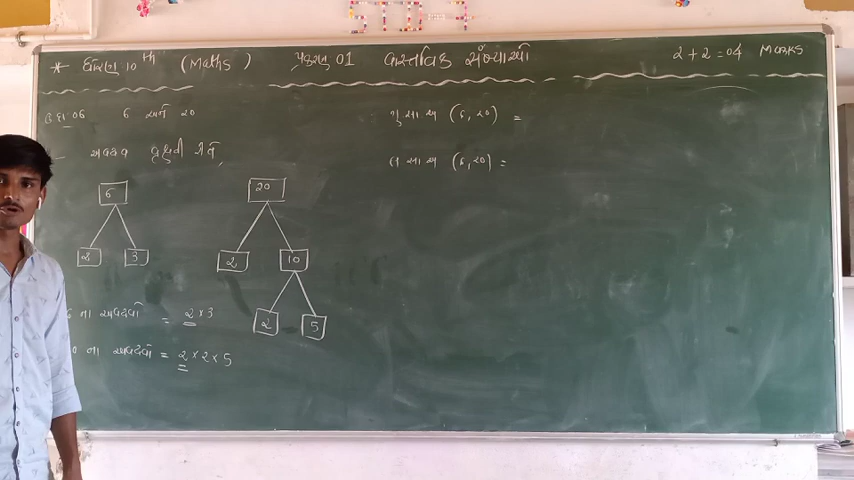 * ધોરણ : 10 th (Maths) પ્રકરણ 01 વાસ્તવિક સંખ્યાઓ 2 + 2 = 04 Marks
ઉદા : 06 6 અને 20
- અવયવ વૃક્ષની રીતે,
6
2 3
20
2 10
2 5
ના અવયવો = 2 × 3
ના અવયવો = 2 × 2 × 5
ગુ.સા.અ (6, 20) =
લ.સા.અ (6, 20) =